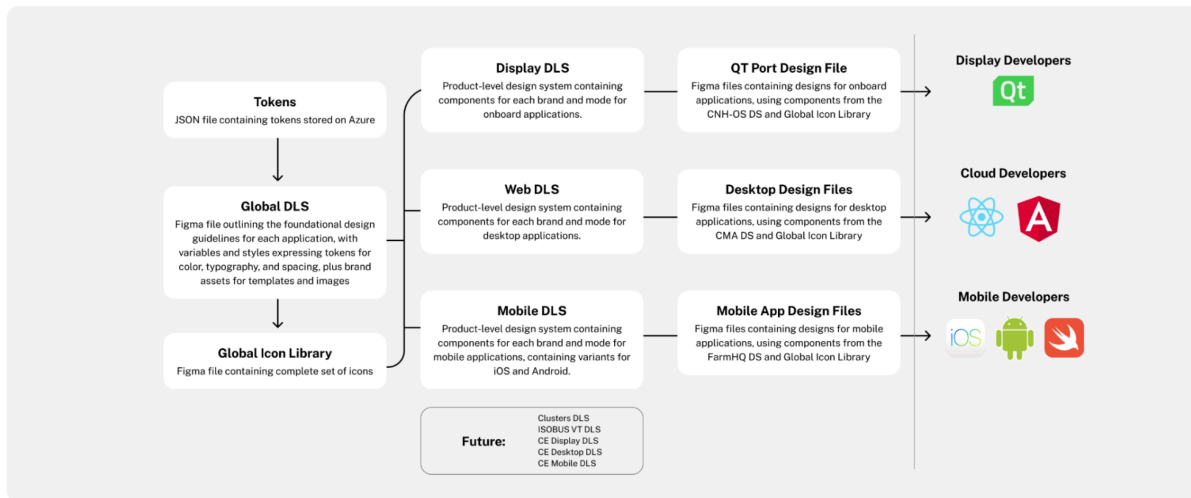 Tokens
JSON file containing tokens stored on Azure
Global DLS
Figma file outlining the foundational design
guidelines for each application, with
variables and styles expressing tokens for
color, typography, and spacing, plus brand
assets for templates and images
Global Icon Library
Figma file containing complete set of icons
Display DLS
Product-level design system containing
components for each brand and mode for
onboard applications.
Web DLS
Product-level design system containing
components for each brand and mode for
desktop applications.
Mobile DLS
Product-level design system containing
components for each brand and mode for
mobile applications, containing variants for
iOS and Android.
Future:
Clusters DLS
ISOBUS VT DLS
CE Display DLS
CE Desktop DLS
CE Mobile DLS
QT Port Design File
Figma files containing designs for onboard
applications, using components from the
CNH-OS DS and Global Icon Library
Desktop Design Files
Figma files containing designs for desktop
applications, using components from the
CMA DS and Global Icon Library
Mobile App Design Files
Figma files containing designs for mobile
applications, using components from the
FarmHQ DS and Global Icon Library
Display Developers
Qt
Cloud Developers
A
Mobile Developers
iOS